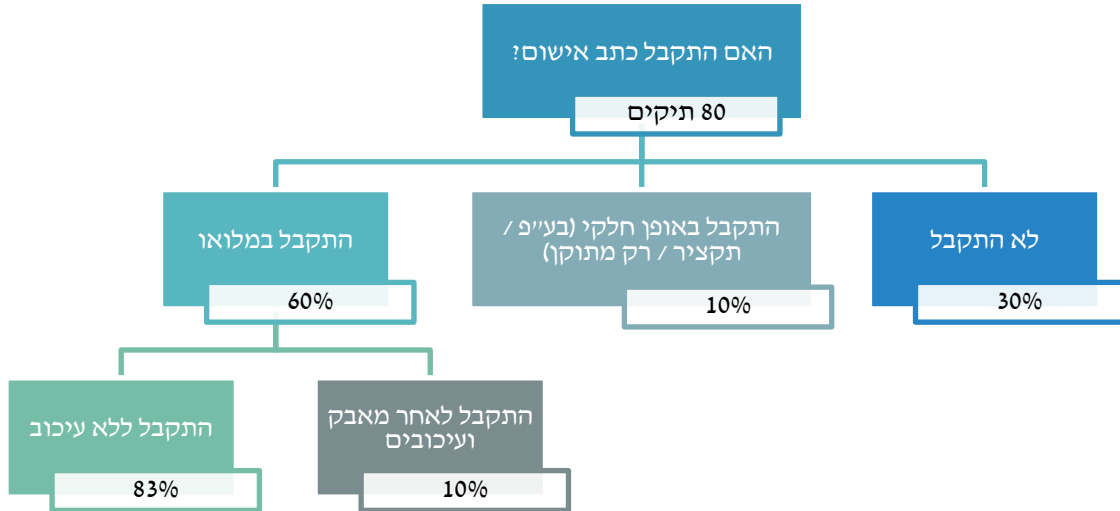 האם התקבל כתב אישום?
80 תיקים
לא התקבל
30%
התקבל באופן חלקי (בע״פ /
תקציר / רק מתוקן)
10%
התקבל במלואו
60%
התקבל לאחר מאבק
ועיכובים
10%
התקבל ללא עיכוב
83%